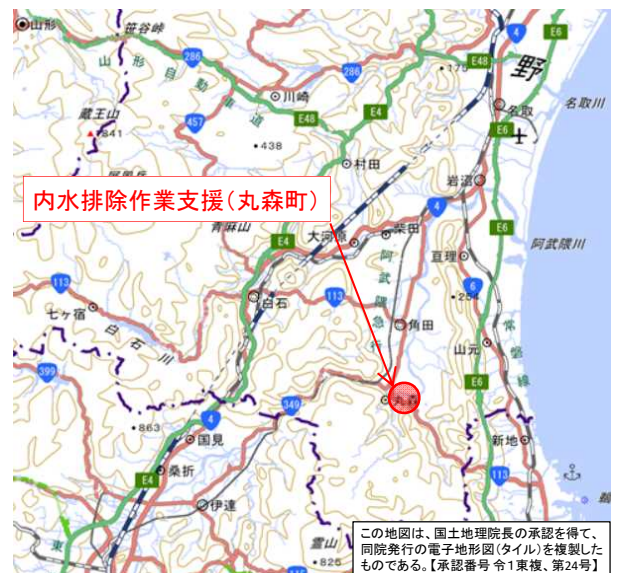 山形
笹谷峠
286
山形自動車道
川崎
E48
286
E4
E48
4
E6
野
175
名取
名取川
E6
蔵王山
1841
457
438
村田
岩沼
4
内水排除作業支援(丸森町)
青麻山
E4
大河原
柴田
亘理
E6
阿武隈川
6
阿武隈急行
113
七ヶ宿
白石川
白石
113
角田
254
山元
常磐線
399
349
丸森
E6
863
4
国見
新地
113
E4
桑折
伊達
東
霊山
825
この地図は、国土地理院長の承認を得て、
同院発行の電子地形図(タイル)を複製した
ものである。【承認番号 令1東複、第24号】